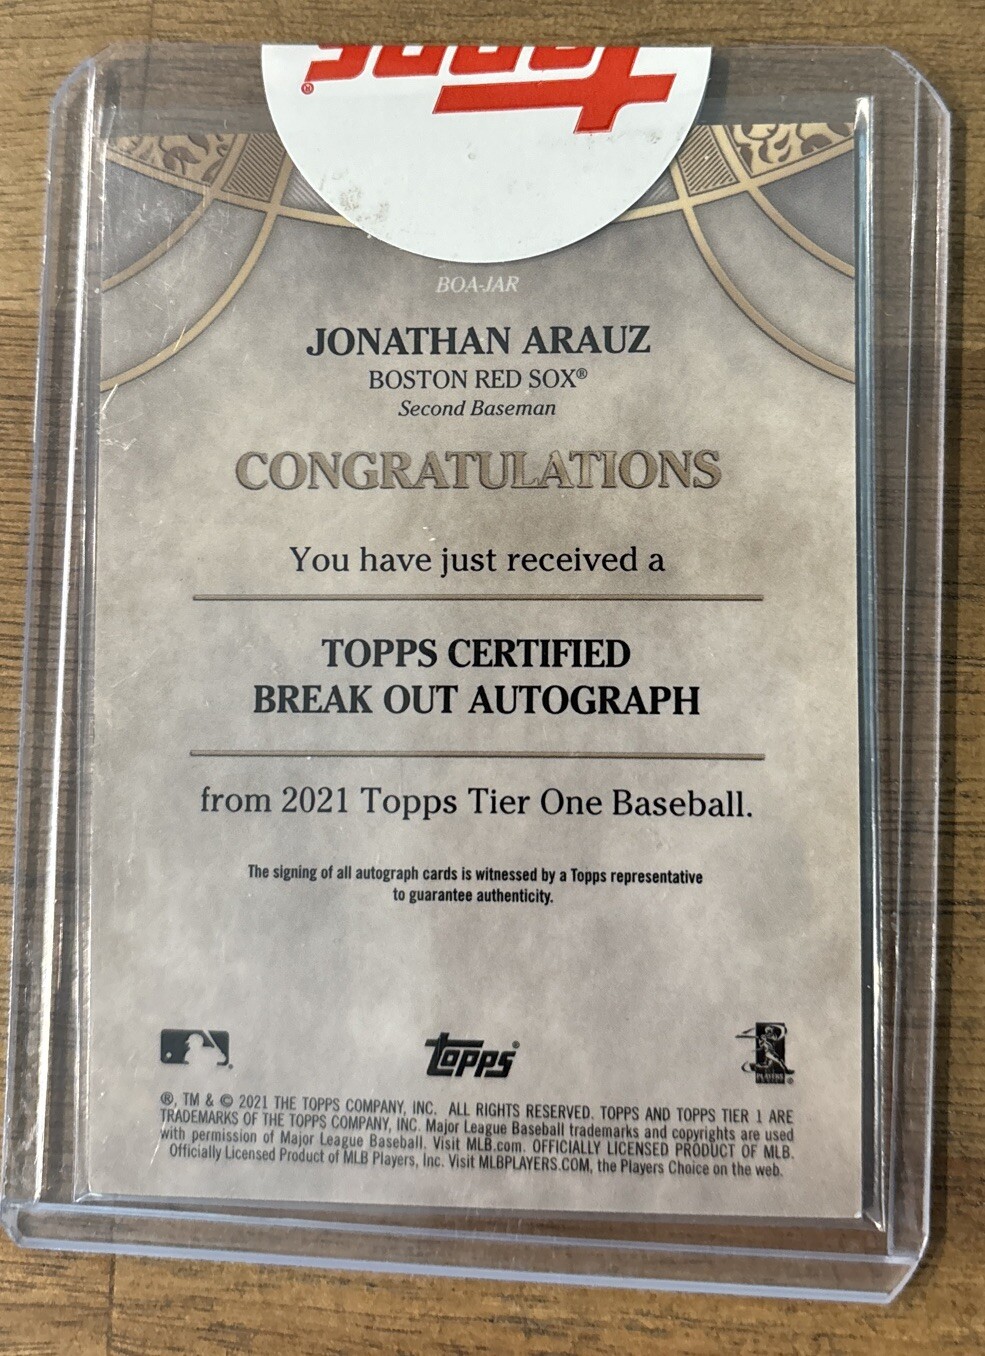 Topps
®
BOA-JAR
JONATHAN ARAUZ
BOSTON RED SOX®
Second Baseman
CONGRATULATIONS
You have just received a
TOPPS CERTIFIED
BREAK OUT AUTOGRAPH
from 2021 Topps Tier One Baseball.
The signing of all autograph cards is witnessed by a Topps representative
to guarantee authenticity.
topps®
PLAYERS
®, TM & © 2021 THE TOPPS COMPANY, INC. ALL RIGHTS RESERVED. TOPPS AND TOPPS TIER 1 ARE
TRADEMARKS OF THE TOPPS COMPANY, INC. Major League Baseball trademarks and copyrights are used
with permission of Major League Baseball. Visit MLB.com. OFFICIALLY LICENSED PRODUCT OF MLB.
Officially Licensed Product of MLB Players, Inc. Visit MLBPLAYERS.COM, the Players Choice on the web.